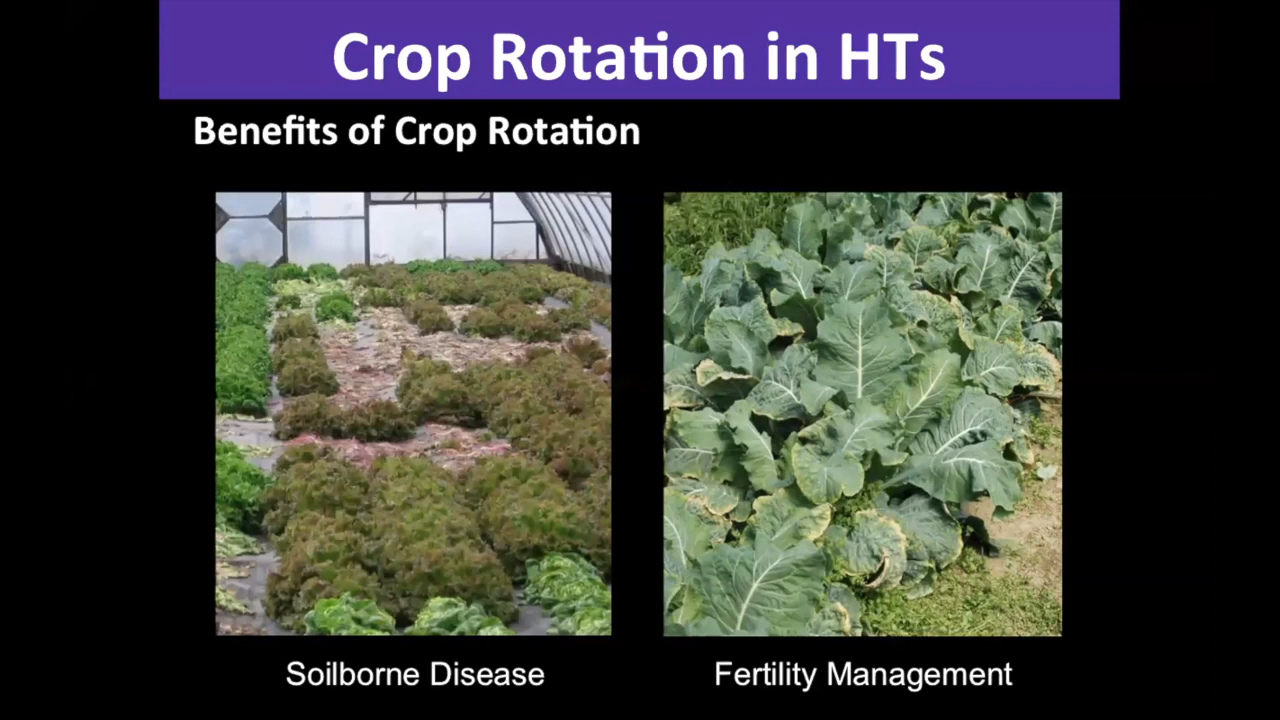 Crop Rotation in HTs
Benefits of Crop Rotation
Soilborne Disease
Fertility Management